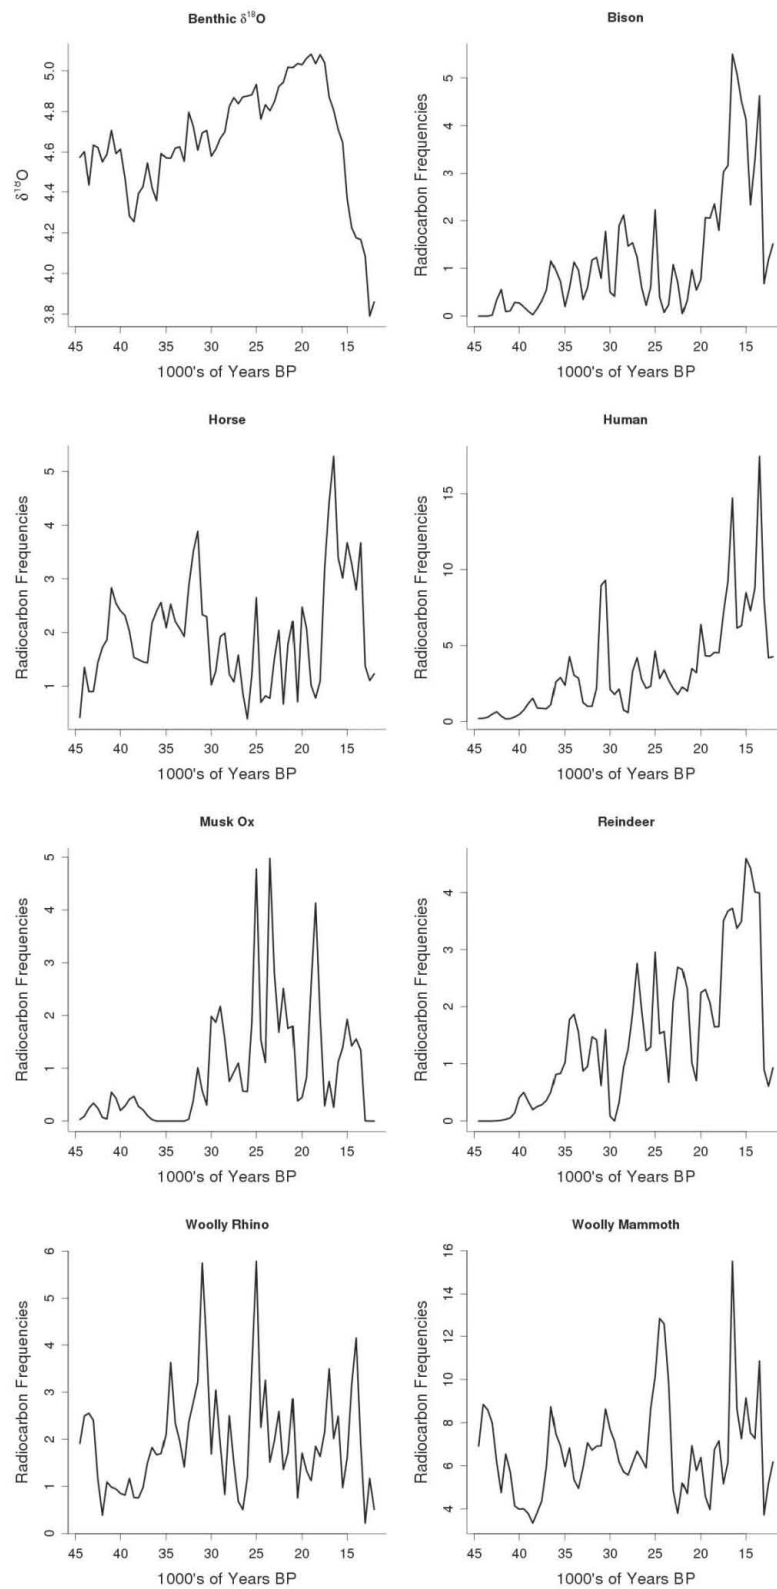 Benthic δ¹⁸O
δ¹⁸O
5.0
4.8
4.6
4.4
4.2
4.0
3.8
45 40 35 30 25 20 15
1000's of Years BP
Bison
Radiocarbon Frequencies
5
4
3
2
1
0
45 40 35 30 25 20 15
1000's of Years BP
Horse
Radiocarbon Frequencies
5
4
3
2
1
45 40 35 30 25 20 15
1000's of Years BP
Human
Radiocarbon Frequencies
15
10
5
0
45 40 35 30 25 20 15
1000's of Years BP
Musk Ox
Radiocarbon Frequencies
5
4
3
2
1
0
45 40 35 30 25 20 15
1000's of Years BP
Reindeer
Radiocarbon Frequencies
4
3
2
1
0
45 40 35 30 25 20 15
1000's of Years BP
Woolly Rhino
Radiocarbon Frequencies
6
5
4
3
2
1
0
45 40 35 30 25 20 15
1000's of Years BP
Woolly Mammoth
Radiocarbon Frequencies
16
14
12
10
8
6
4
45 40 35 30 25 20 15
1000's of Years BP